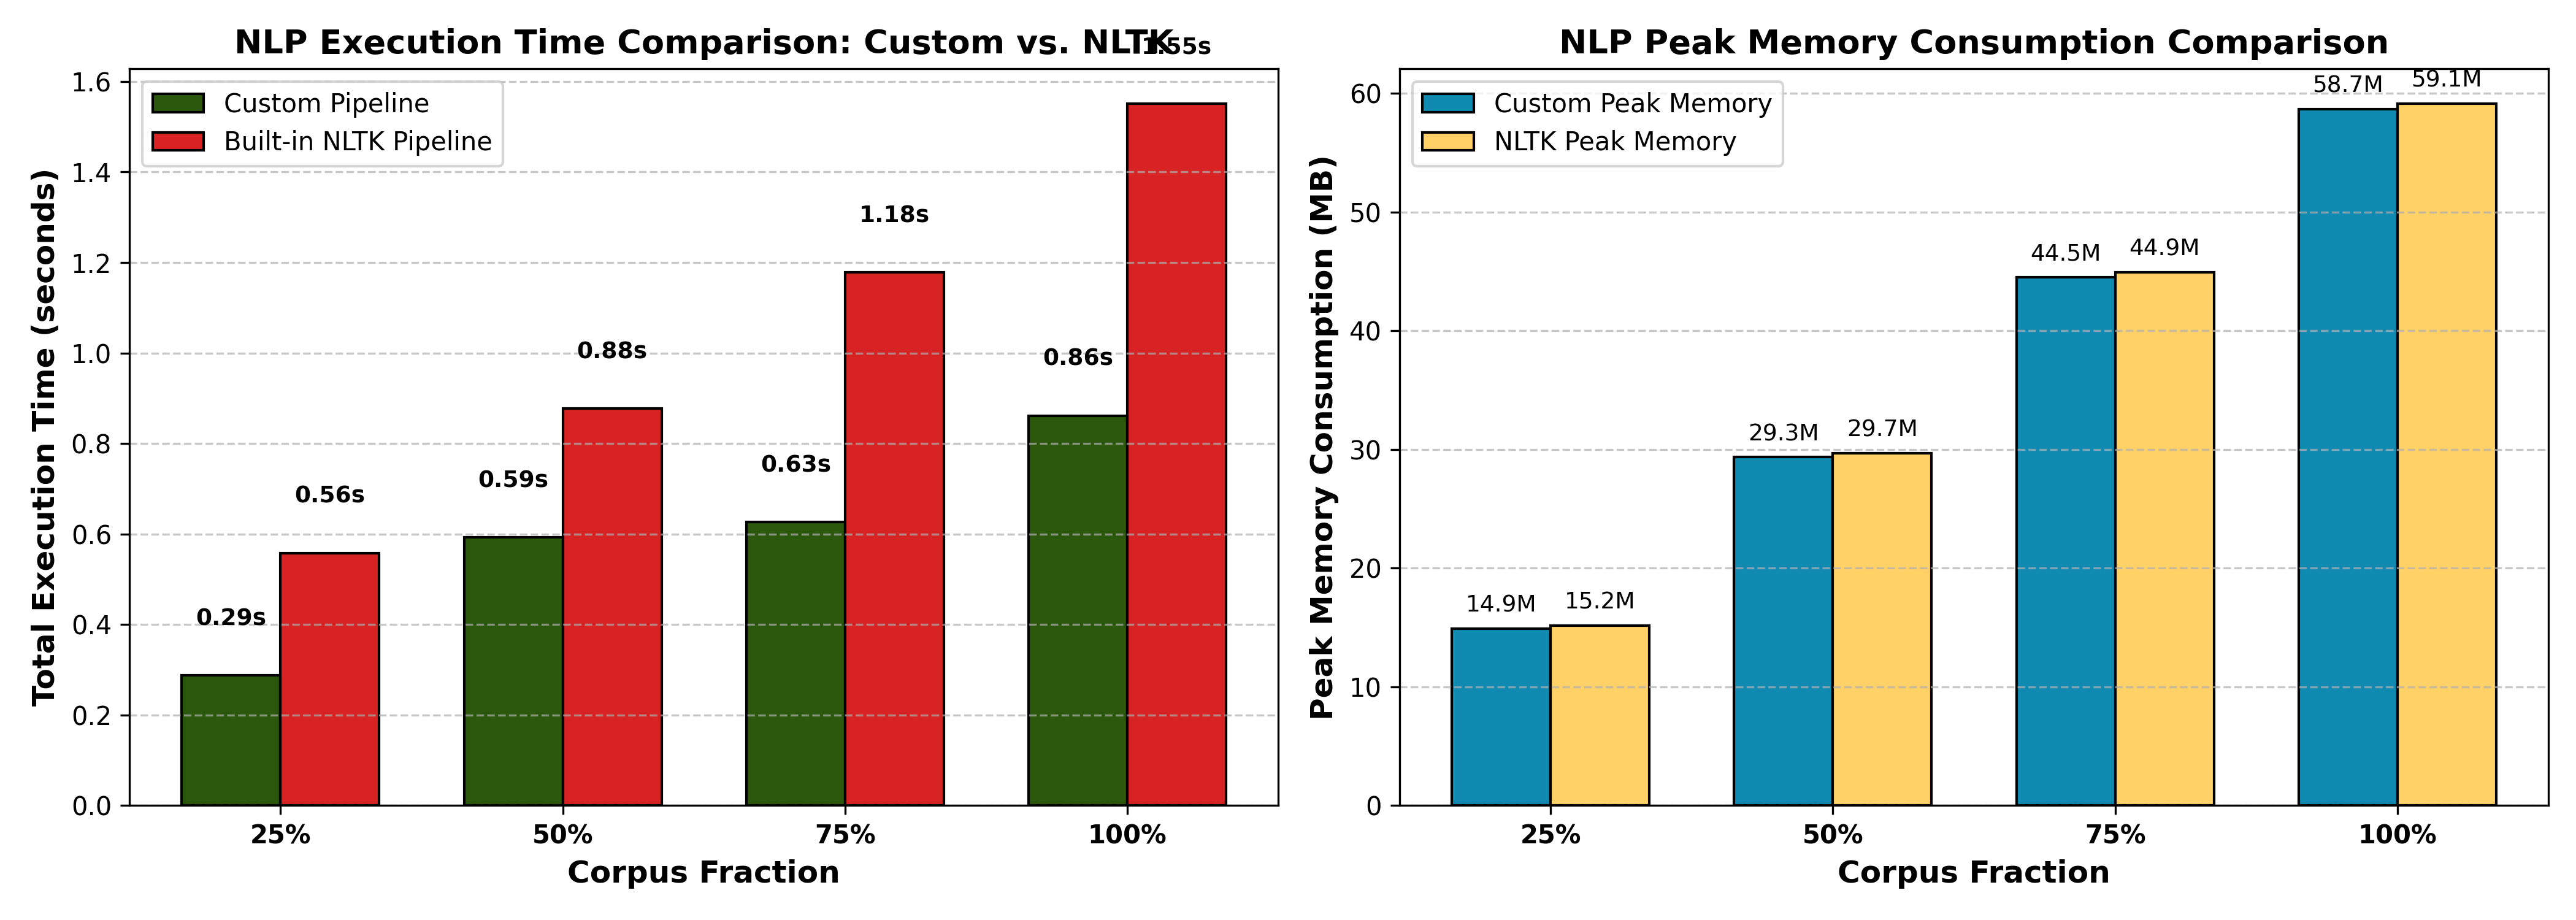 NLP Execution Time Comparison: Custom vs. NLTK
1.55s
Custom Pipeline
Built-in NLTK Pipeline
Total Execution Time (seconds)
1.6
1.4
1.2
1.0
0.8
0.6
0.4
0.2
0.0
0.29s
0.56s
0.59s
0.88s
0.63s
1.18s
0.86s
25%
50%
75%
100%
Corpus Fraction
NLP Peak Memory Consumption Comparison
Custom Peak Memory
NLTK Peak Memory
Peak Memory Consumption (MB)
60
50
40
30
20
10
0
14.9M
15.2M
29.3M
29.7M
44.5M
44.9M
58.7M
59.1M
25%
50%
75%
100%
Corpus Fraction